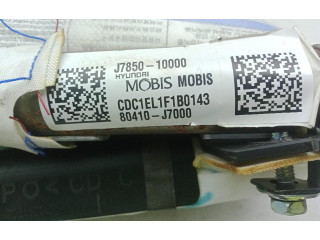 J7850-10000
HYUNDAI
MOBIS MOBIS
CDC1EL1F1B0143
80410-J7000